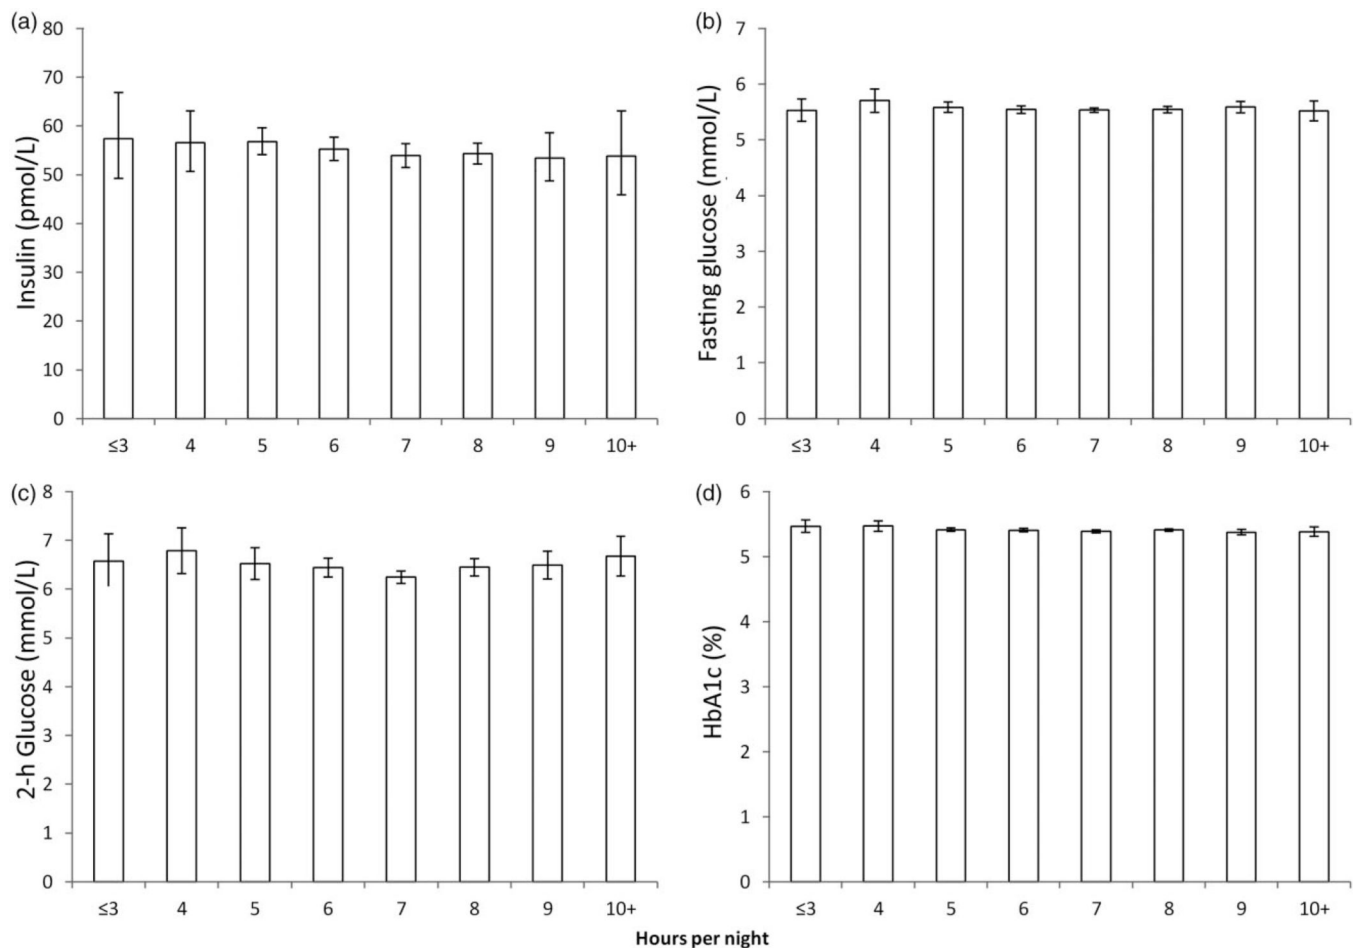 (a)
Insulin (pmol/L)
80
70
60
50
40
30
20
10
0
≤3 4 5 6 7 8 9 10+
(b)
Fasting glucose (mmol/L)
7
6
5
4
3
2
1
0
≤3 4 5 6 7 8 9 10+
(c)
2-h Glucose (mmol/L)
8
7
6
5
4
3
2
1
0
≤3 4 5 6 7 8 9 10+
(d)
HbA1c (%)
6
5
4
3
2
1
0
≤3 4 5 6 7 8 9 10+
Hours per night